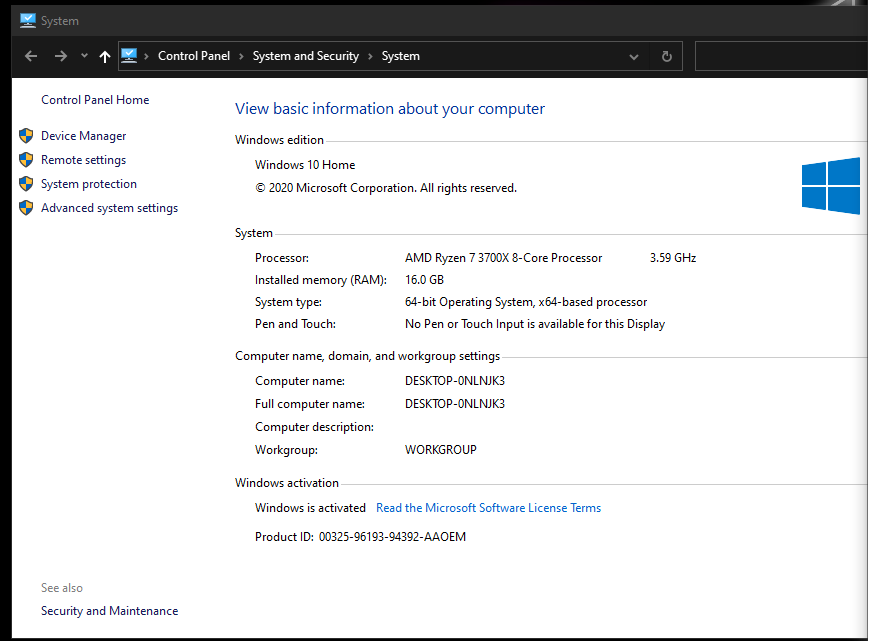 System
Control Panel > System and Security > System
Control Panel Home
Device Manager
Remote settings
System protection
Advanced system settings
See also
Security and Maintenance
View basic information about your computer
Windows edition
Windows 10 Home
© 2020 Microsoft Corporation. All rights reserved.
System
Processor: AMD Ryzen 7 3700X 8-Core Processor 3.59 GHz
Installed memory (RAM): 16.0 GB
System type: 64-bit Operating System, x64-based processor
Pen and Touch: No Pen or Touch Input is available for this Display
Computer name, domain, and workgroup settings
Computer name: DESKTOP-0NLNJK3
Full computer name: DESKTOP-0NLNJK3
Computer description:
Workgroup: WORKGROUP
Windows activation
Windows is activated Read the Microsoft Software License Terms
Product ID: 00325-96193-94392-AAOEM